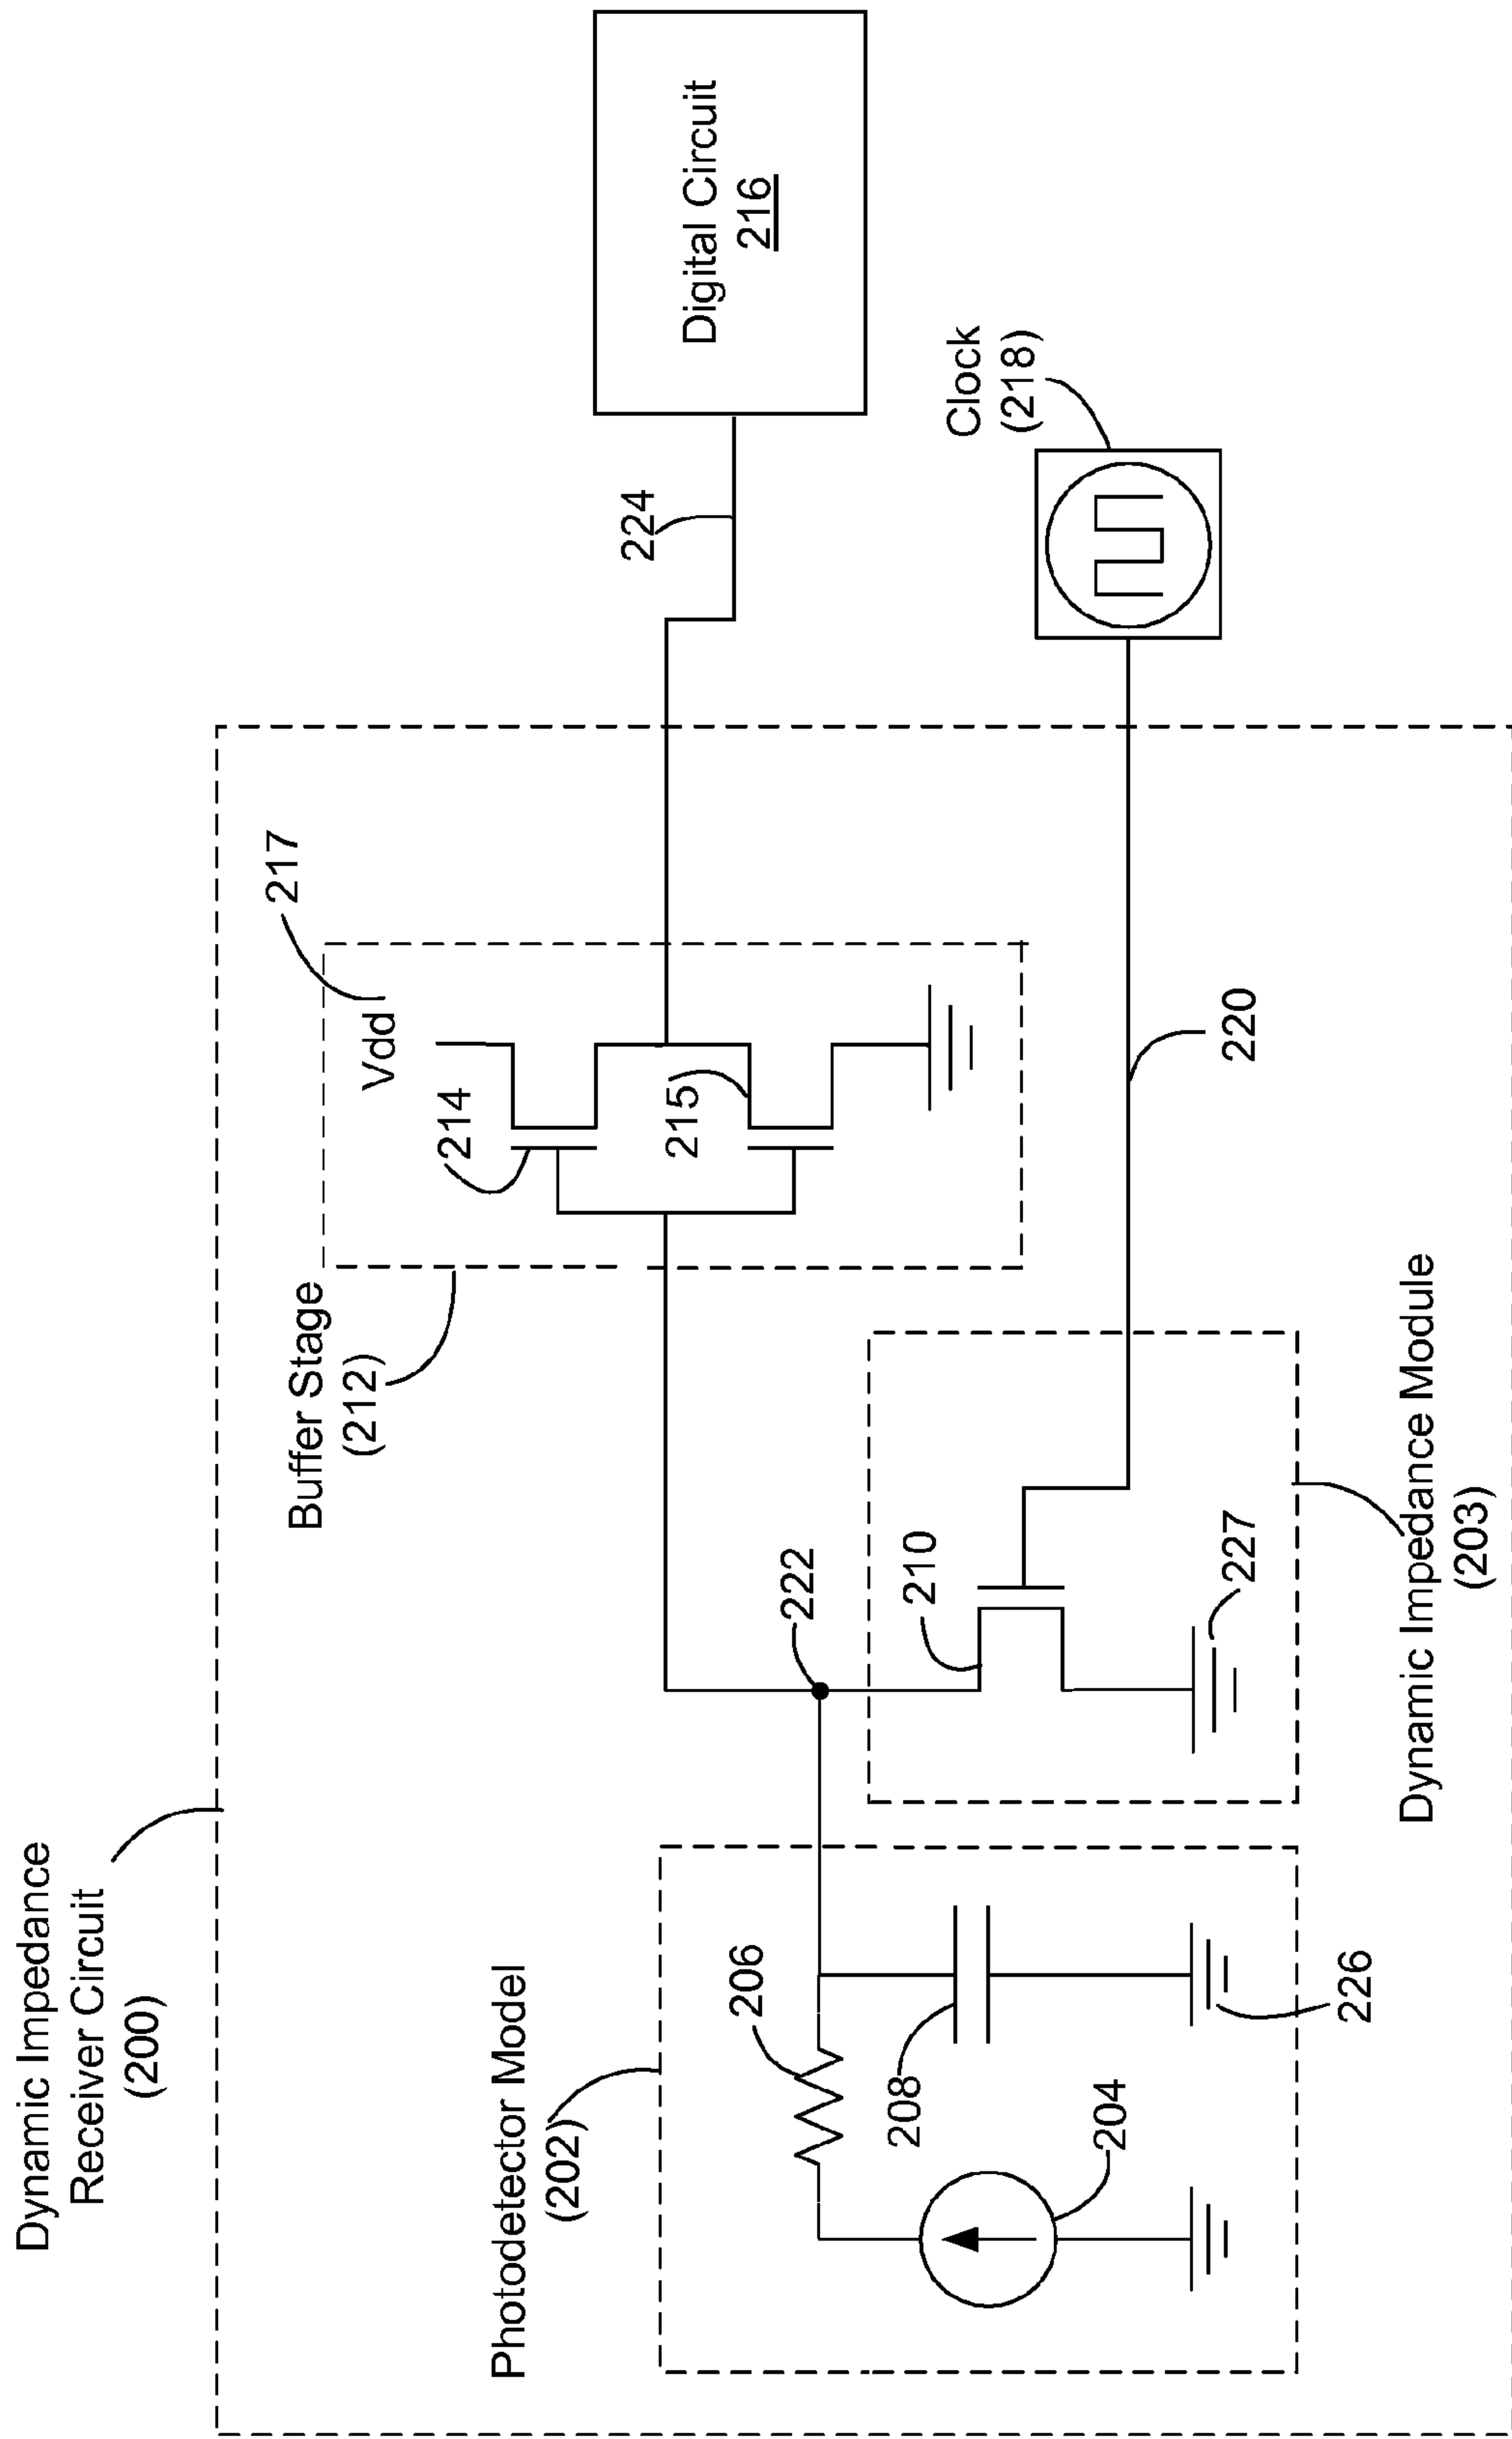 Dynamic Impedance
Receiver Circuit
(200)
Photodetector Model
(202)
206
208
204
226
222
210
227
Dynamic Impedance Module
(203)
Buffer Stage
(212)
217
Vdd
214
215
220
224
Digital Circuit
216
Clock
(218)